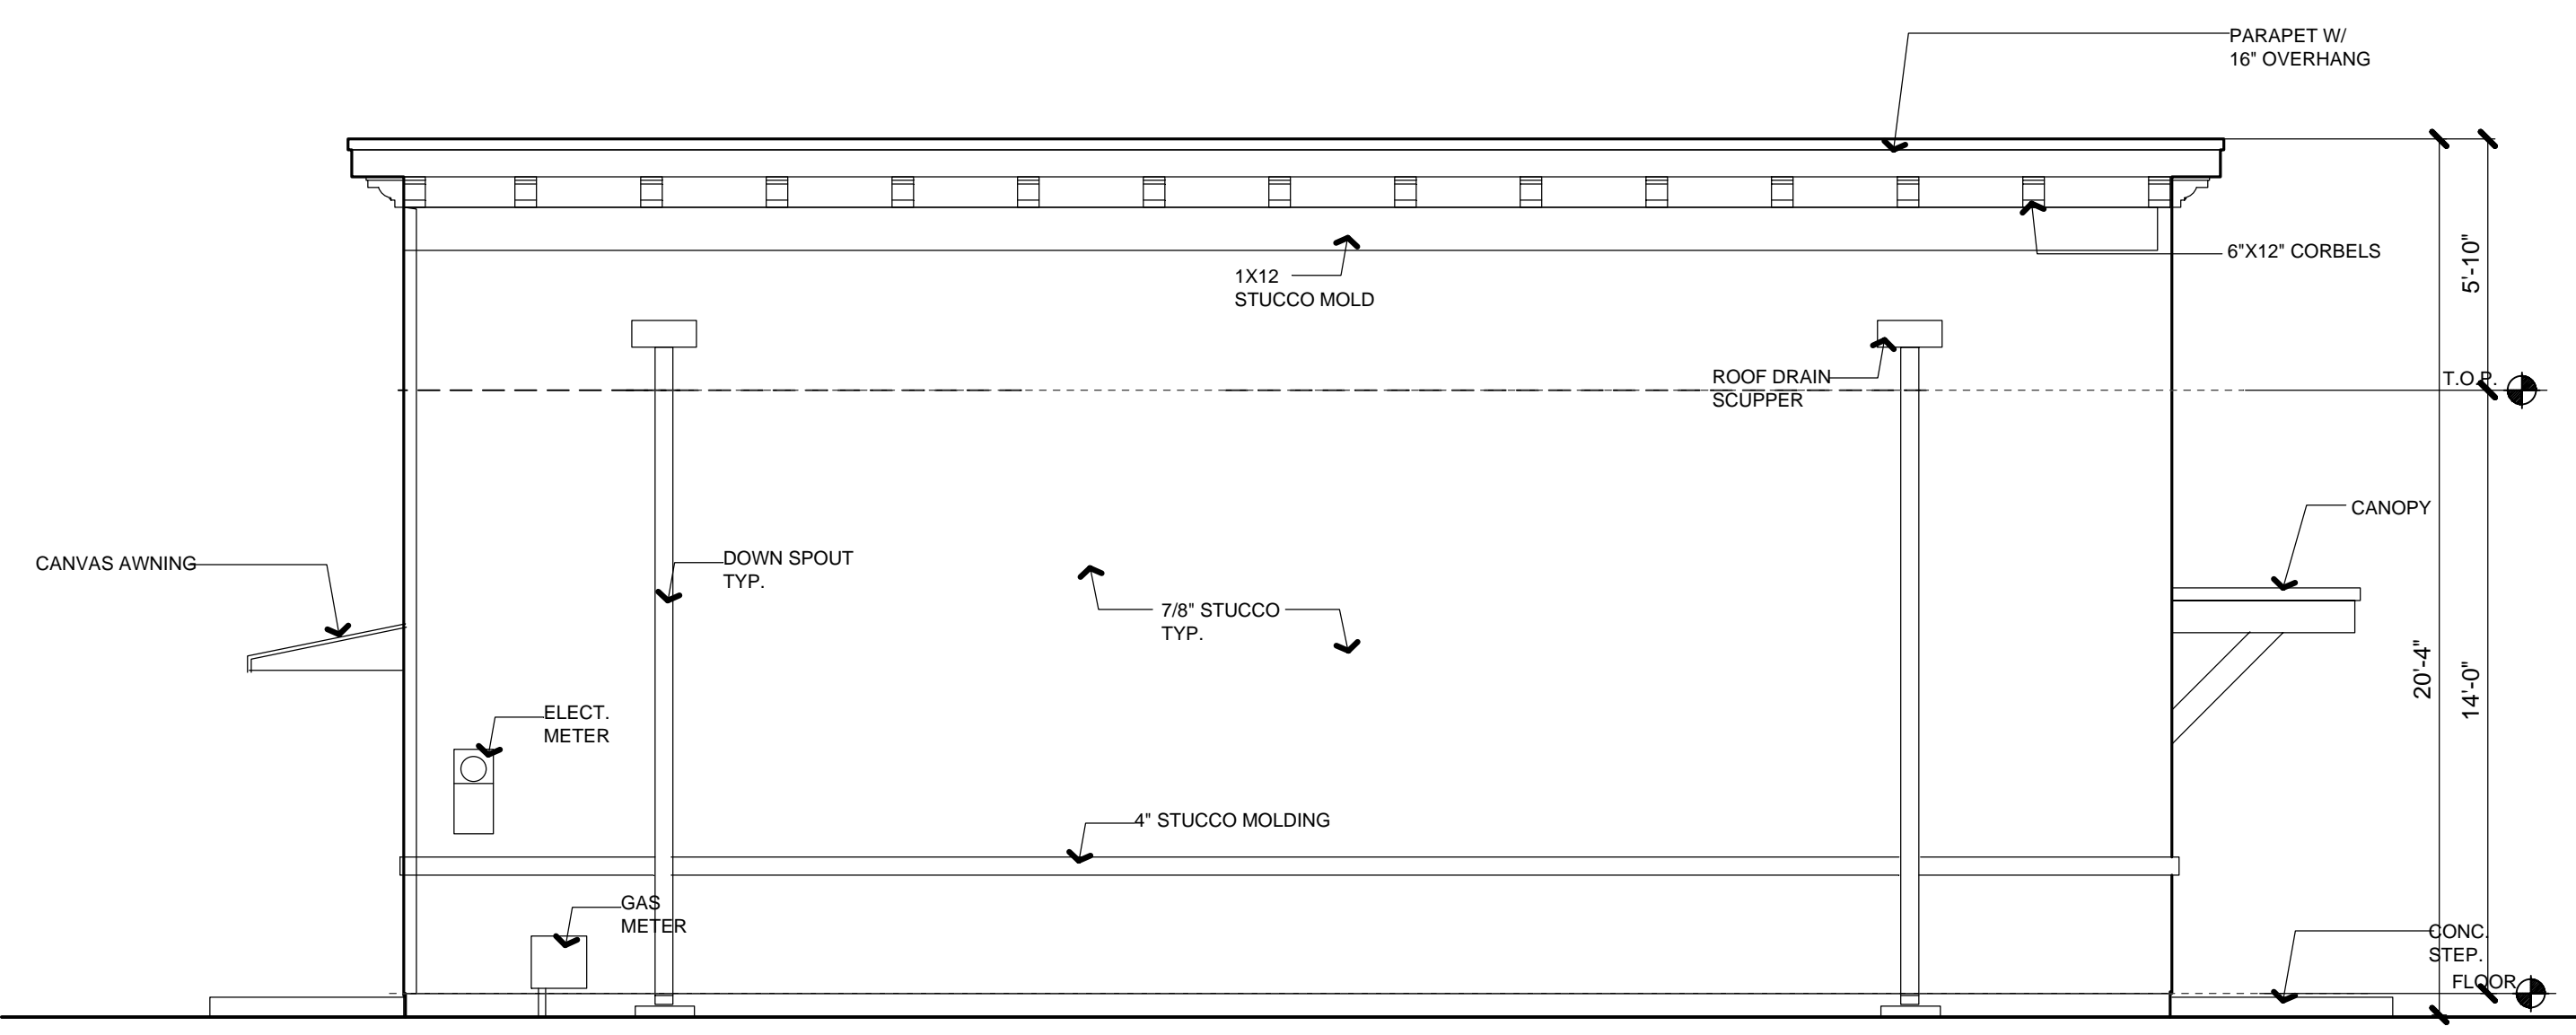 PARAPET W/
16" OVERHANG
6"X12" CORBELS
5'-10"
1X12
STUCCO MOLD
ROOF DRAIN
SCUPPER
T.O.P.
CANOPY
CANVAS AWNING
DOWN SPOUT
TYP.
7/8" STUCCO
TYP.
20'-4"
14'-0"
ELECT.
METER
4" STUCCO MOLDING
GAS
METER
CONC.
STEP.
FLOOR